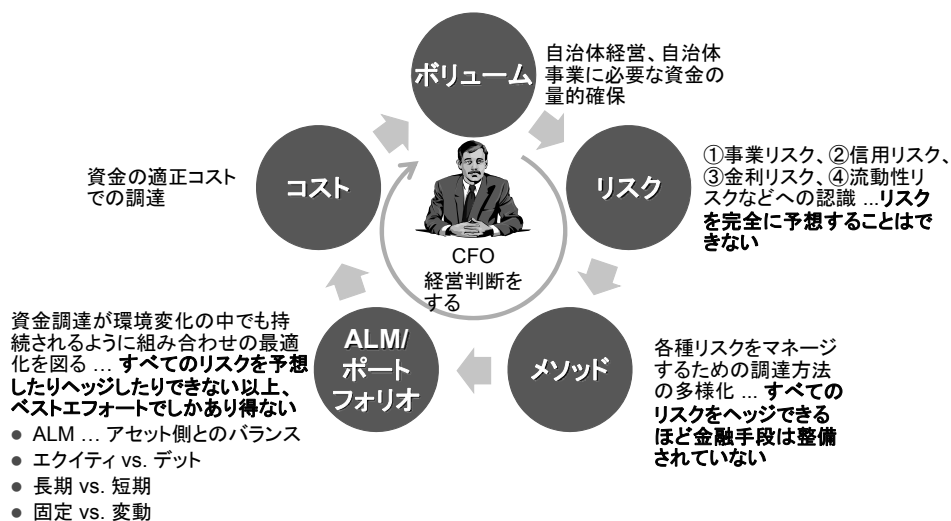 ボリューム
自治体経営、自治体
事業に必要な資金の
量的確保
リスク
①事業リスク、②信用リスク、
③金利リスク、④流動性リ
スクなどへの認識 ...リスク
を完全に予想することはで
きない
メソッド
各種リスクをマネージ
するための調達方法
の多様化 ... すべての
リスクをヘッジできる
ほど金融手段は整備
されていない
ALM/
ポート
フォリオ
資金調達が環境変化の中でも持
続されるように組み合わせの最適
化を図る ... すべてのリスクを予想
したりヘッジしたりできない以上、
ベストエフォートでしかあり得ない
● ALM ... アセット側とのバランス
● エクイティ vs. デット
● 長期 vs. 短期
● 固定 vs. 変動
コスト
資金の適正コスト
での調達
CFO
経営判断を
する